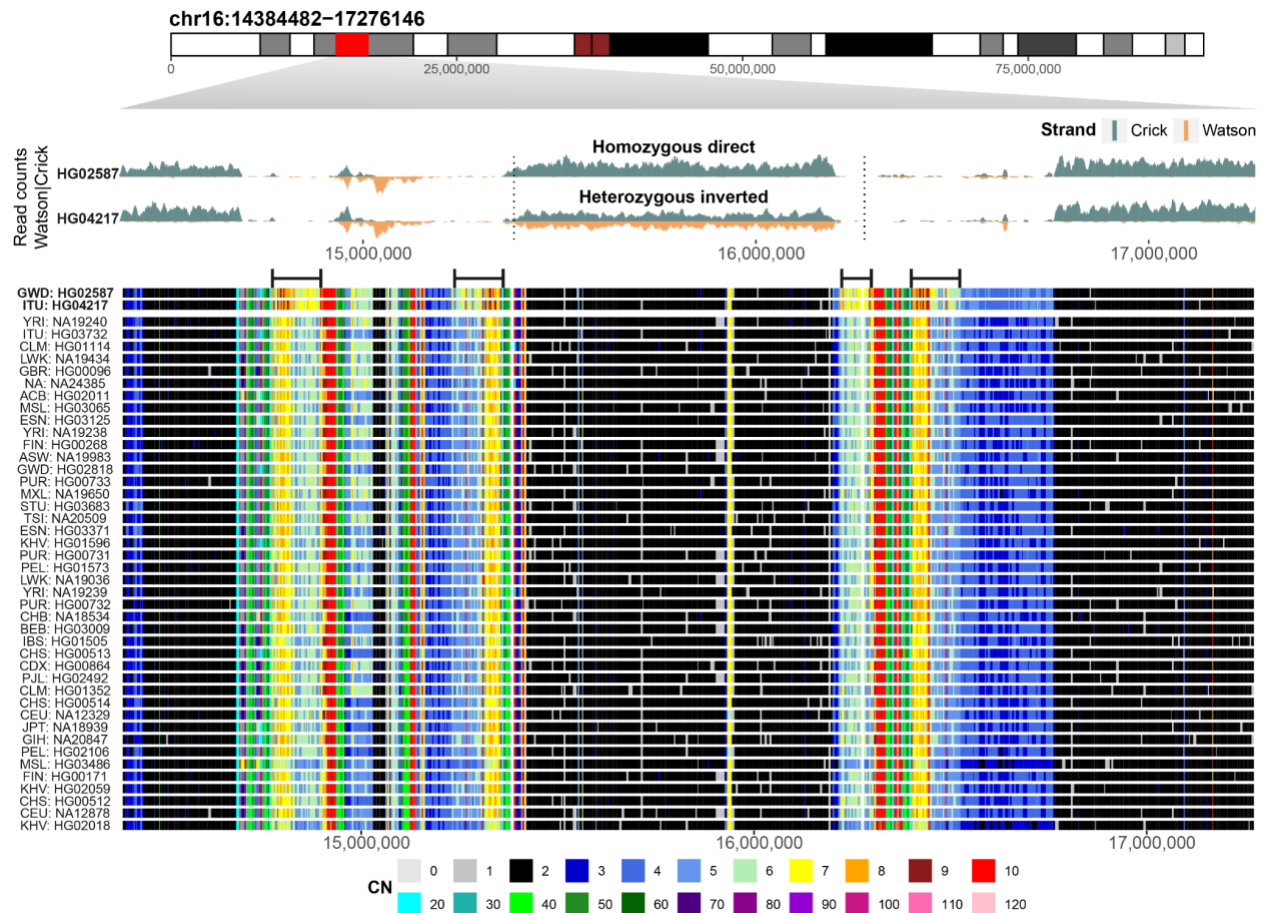 chr16:14384482−17276146
0 25,000,000 50,000,000 75,000,000
Strand Crick Watson
Read counts
Watson|Crick
Homozygous direct
HG02587
Heterozygous inverted
HG04217
15,000,000 16,000,000 17,000,000
GWD: HG02587
ITU: HG04217
YRI: NA19240
ITU: HG03732
CLM: HG01114
LWK: NA19434
GBR: HG00096
NA: NA24385
ACB: HG02011
MSL: HG03065
ESN: HG03125
YRI: NA19238
FIN: HG00268
ASW: NA19983
GWD: HG02818
PUR: HG00733
MXL: NA19650
STU: HG03683
TSI: NA20509
ESN: HG03371
KHV: HG01596
PUR: HG00731
PEL: HG01573
LWK: NA19036
YRI: NA19239
PUR: HG00732
CHB: NA18534
BEB: HG03009
IBS: HG01505
CHS: HG00513
CDX: HG00864
PJL: HG02492
CLM: HG01352
CHS: HG00514
CEU: NA12329
JPT: NA18939
GIH: NA20847
PEL: HG02106
MSL: HG03486
FIN: HG00171
KHV: HG02059
CHS: HG00512
CEU: NA12878
KHV: HG02018
15,000,000 16,000,000 17,000,000
CN
0 1 2 3 4 5 6 7 8 9 10
20 30 40 50 60 70 80 90 100 110 120